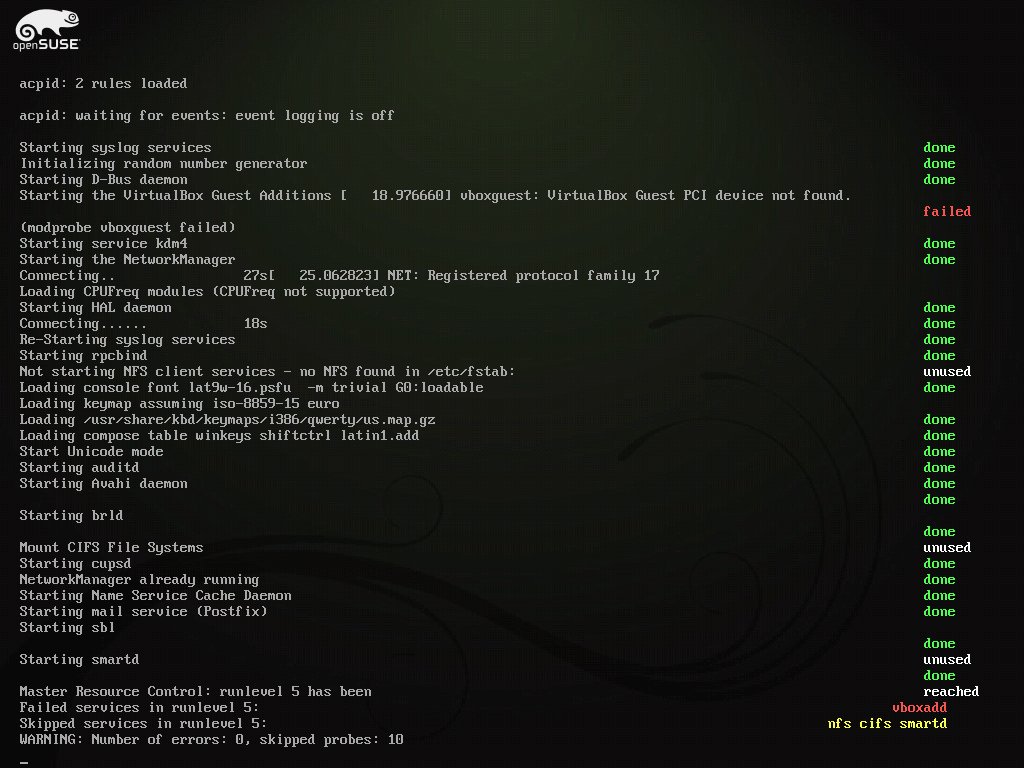 openSUSE
acpid: 2 rules loaded
acpid: waiting for events: event logging is off
Starting syslog services done
Initializing random number generator done
Starting D-Bus daemon done
Starting the VirtualBox Guest Additions [   18.976660] vboxguest: VirtualBox Guest PCI device not found.
failed
(modprobe vboxguest failed)
Starting service kdm4 done
Starting the NetworkManager done
Connecting.. 27s[   25.062823] NET: Registered protocol family 17
Loading CPUFreq modules (CPUFreq not supported)
Starting HAL daemon done
Connecting...... 18s done
Re-Starting syslog services done
Starting rpcbind done
Not starting NFS client services - no NFS found in /etc/fstab: unused
Loading console font lat9w-16.psfu  -m trivial G0:loadable done
Loading keymap assuming iso-8859-15 euro
Loading /usr/share/kbd/keymaps/i386/qwerty/us.map.gz done
Loading compose table winkeys shiftctrl latin1.add done
Start Unicode mode done
Starting auditd done
Starting Avahi daemon done
done
Starting brld
done
Mount CIFS File Systems unused
Starting cupsd done
NetworkManager already running done
Starting Name Service Cache Daemon done
Starting mail service (Postfix) done
Starting sbl
done
Starting smartd unused
done
Master Resource Control: runlevel 5 has been reached
Failed services in runlevel 5: vboxadd
Skipped services in runlevel 5: nfs cifs smartd
WARNING: Number of errors: 0, skipped probes: 10
_